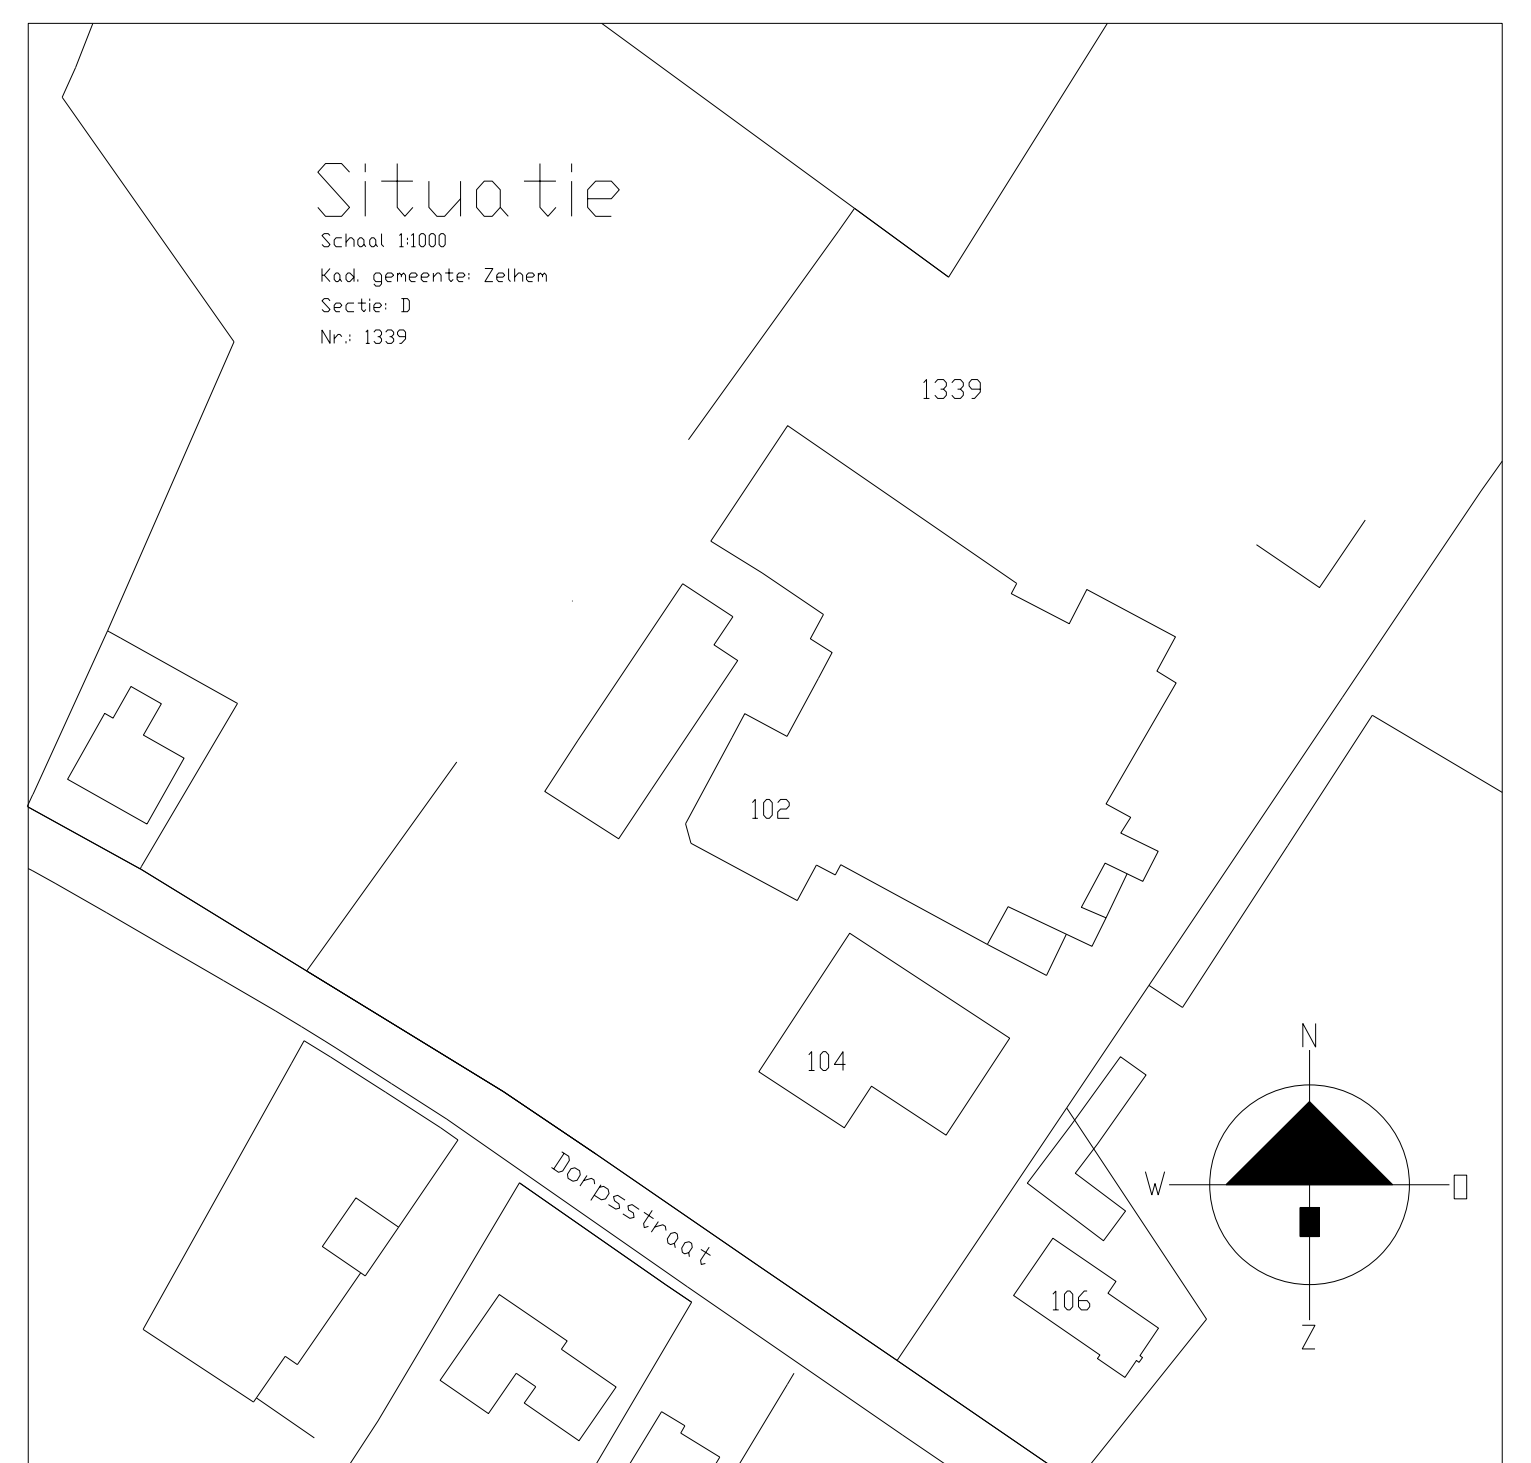 Situatie
Schaal 1:1000
Kad. gemeente: Zelhem
Sectie: D
Nr.: 1339
1339
102
104
N
W O
Dorpsstraat
106
Z